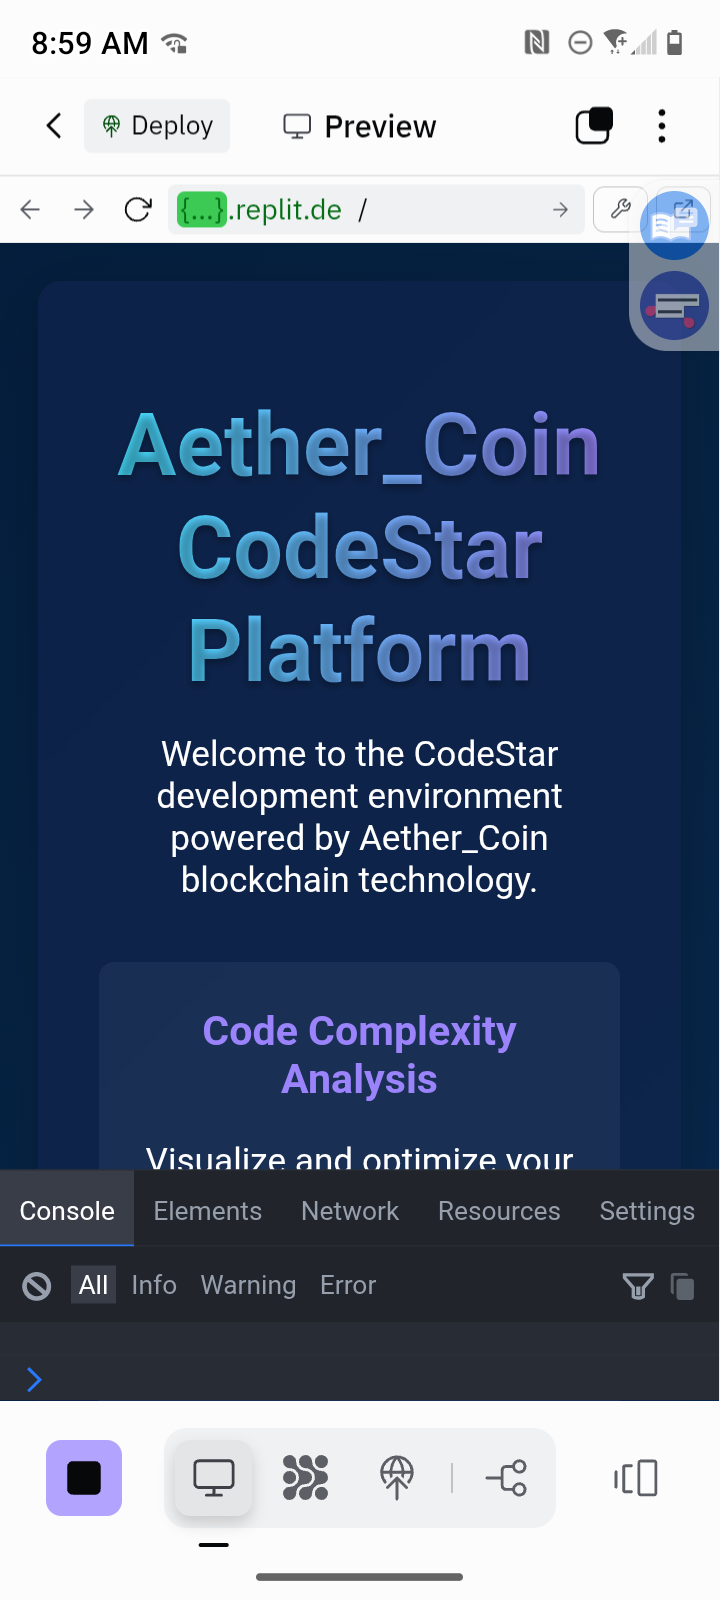 8:59 AM
Deploy
Preview
{...}.replit.de /
Aether_Coin
CodeStar
Platform
Welcome to the CodeStar
development environment
powered by Aether_Coin
blockchain technology.
Code Complexity
Analysis
Visualize and optimize your
Console Elements Network Resources Settings
All Info Warning Error